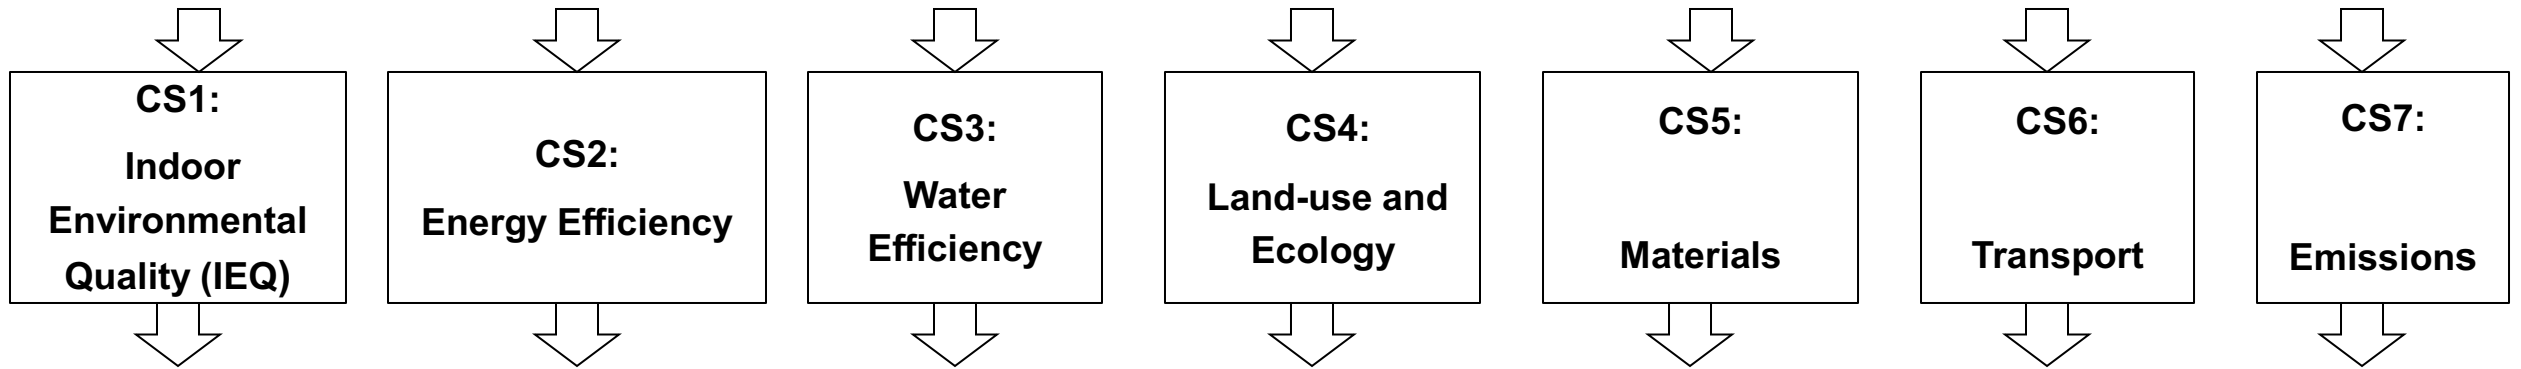 CS1:
Indoor
Environmental
Quality (IEQ)
CS2:
Energy Efficiency
CS3:
Water
Efficiency
CS4:
Land-use and
Ecology
CS5:
Materials
CS6:
Transport
CS7:
Emissions